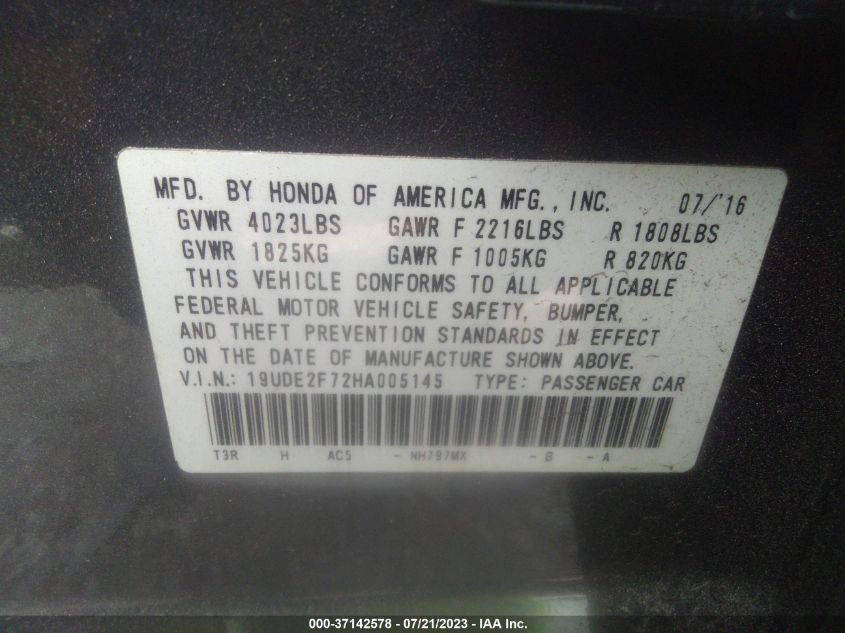 MFD. BY HONDA OF AMERICA MFG., INC. 07/'16
GVWR 4023LBS GAWR F 2216LBS R 1808LBS
GVWR 1825KG GAWR F 1005KG R 820KG
THIS VEHICLE CONFORMS TO ALL APPLICABLE
FEDERAL MOTOR VEHICLE SAFETY, BUMPER,
AND THEFT PREVENTION STANDARDS IN EFFECT
ON THE DATE OF MANUFACTURE SHOWN ABOVE.
V.I.N.: 19UDE2F72HA005145 TYPE: PASSENGER CAR
T3R H AC5 - NH797MX - B - A
000-37142578 - 07/21/2023 - IAA Inc.